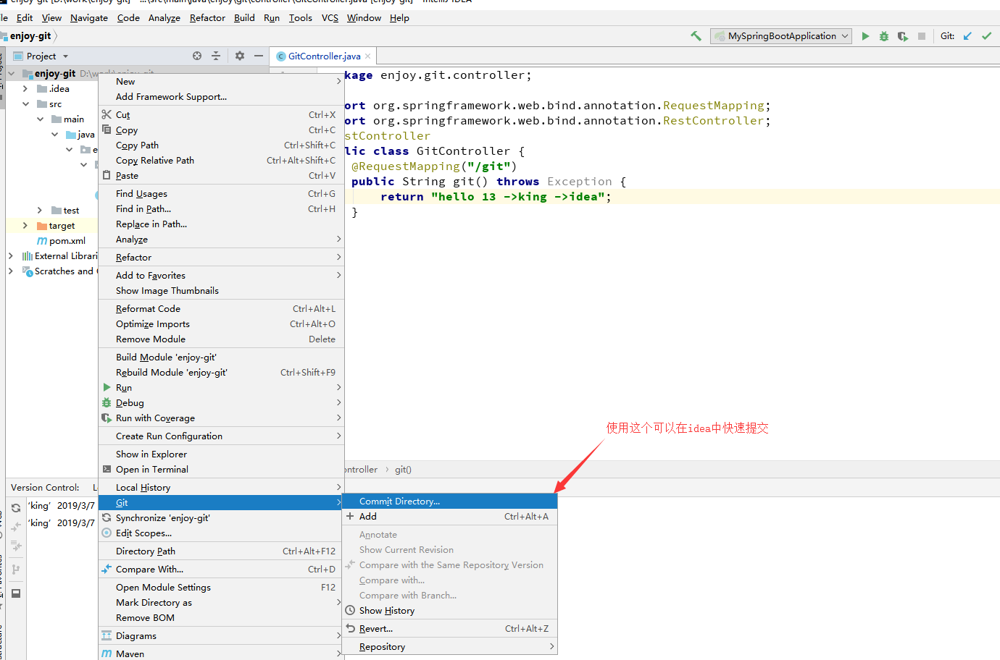 File Edit View Navigate Code Analyze Refactor Build Run Tools VCS Window Help
enjoy-git
MySpringBootApplication
Git:
Project
GitController.java
enjoy-git D:\work\enjoy-git
.idea
src
main
java
test
target
pom.xml
External Librari
Scratches and
kage enjoy.git.controller;
ort org.springframework.web.bind.annotation.RequestMapping;
ort org.springframework.web.bind.annotation.RestController;
stController
lic class GitController {
@RequestMapping("/git")
public String git() throws Exception {
return "hello 13 ->king ->idea";
}
New
Add Framework Support...
Cut Ctrl+X
Copy Ctrl+C
Copy Path Ctrl+Shift+C
Copy Relative Path Ctrl+Alt+Shift+C
Paste Ctrl+V
Find Usages Ctrl+G
Find in Path... Ctrl+H
Replace in Path...
Analyze
Refactor
Add to Favorites
Show Image Thumbnails
Reformat Code Ctrl+Alt+L
Optimize Imports Ctrl+Alt+O
Remove Module Delete
Build Module 'enjoy-git'
Rebuild Module 'enjoy-git' Ctrl+Shift+F9
Run
Debug
Run with Coverage
Create Run Configuration
Show in Explorer
Open in Terminal
Local History
Git
Synchronize 'enjoy-git'
Edit Scopes...
Directory Path Ctrl+Alt+F12
Compare With... Ctrl+D
Open Module Settings F12
Mark Directory as
Remove BOM
Diagrams
Maven
使用这个可以在idea中快速提交
ontroller › git()
Commit Directory...
Add Ctrl+Alt+A
Annotate
Show Current Revision
Compare with the Same Repository Version
Compare with...
Compare with Branch...
Show History
Revert... Ctrl+Alt+Z
Repository
Version Control:
'king' 2019/3/7
'king' 2019/3/7